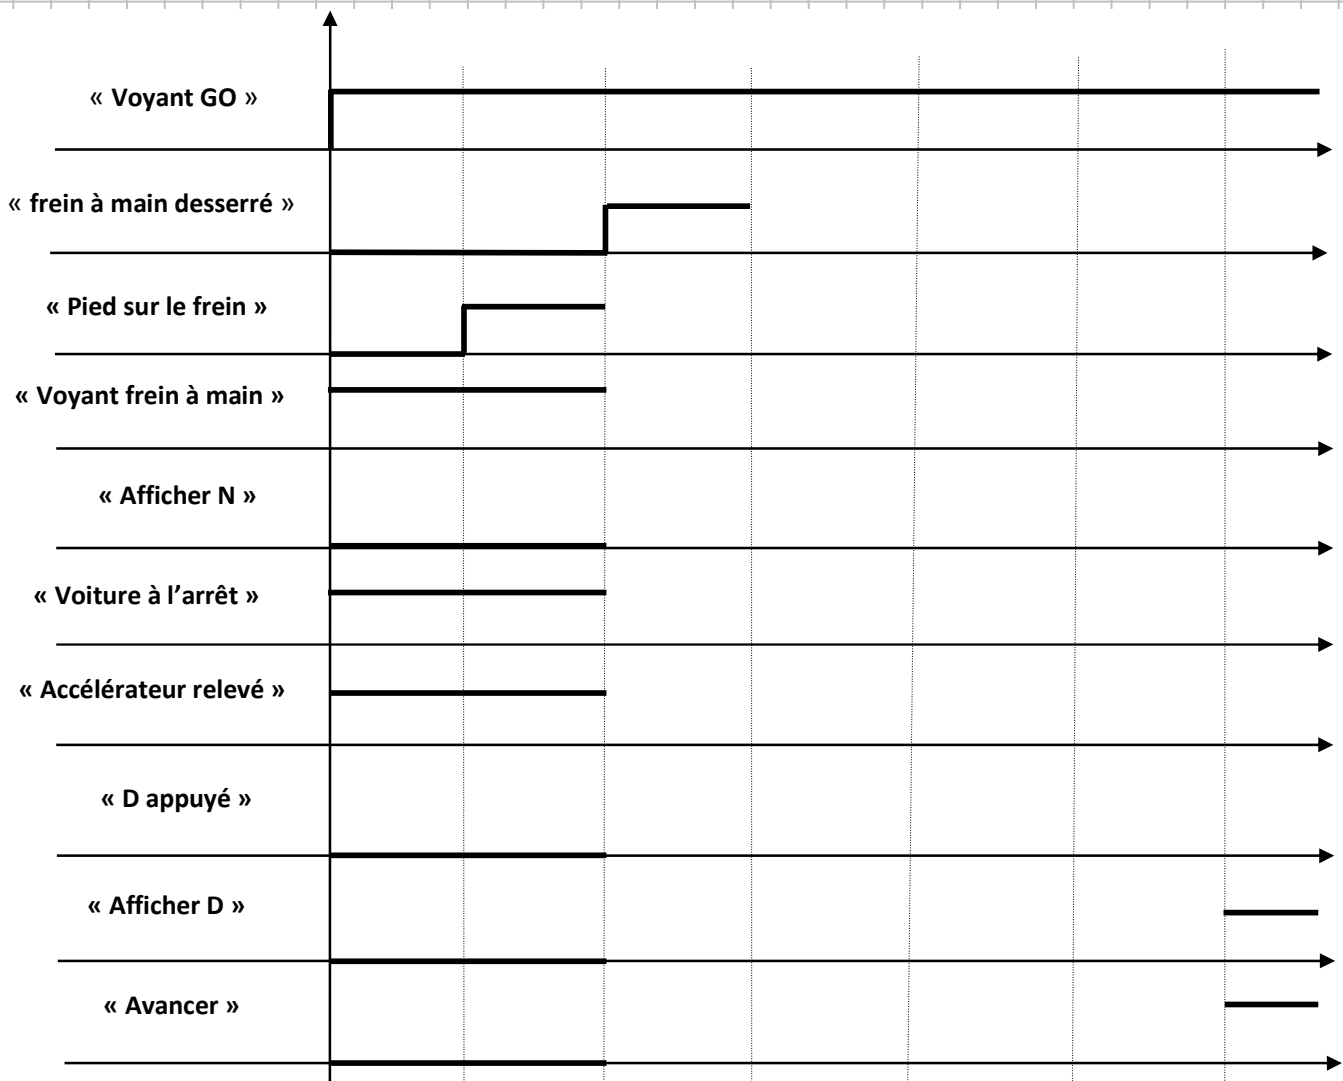 « Voyant GO »
« frein à main desserré »
« Pied sur le frein »
« Voyant frein à main »
« Afficher N »
« Voiture à l’arrêt »
« Accélérateur relevé »
« D appuyé »
« Afficher D »
« Avancer »